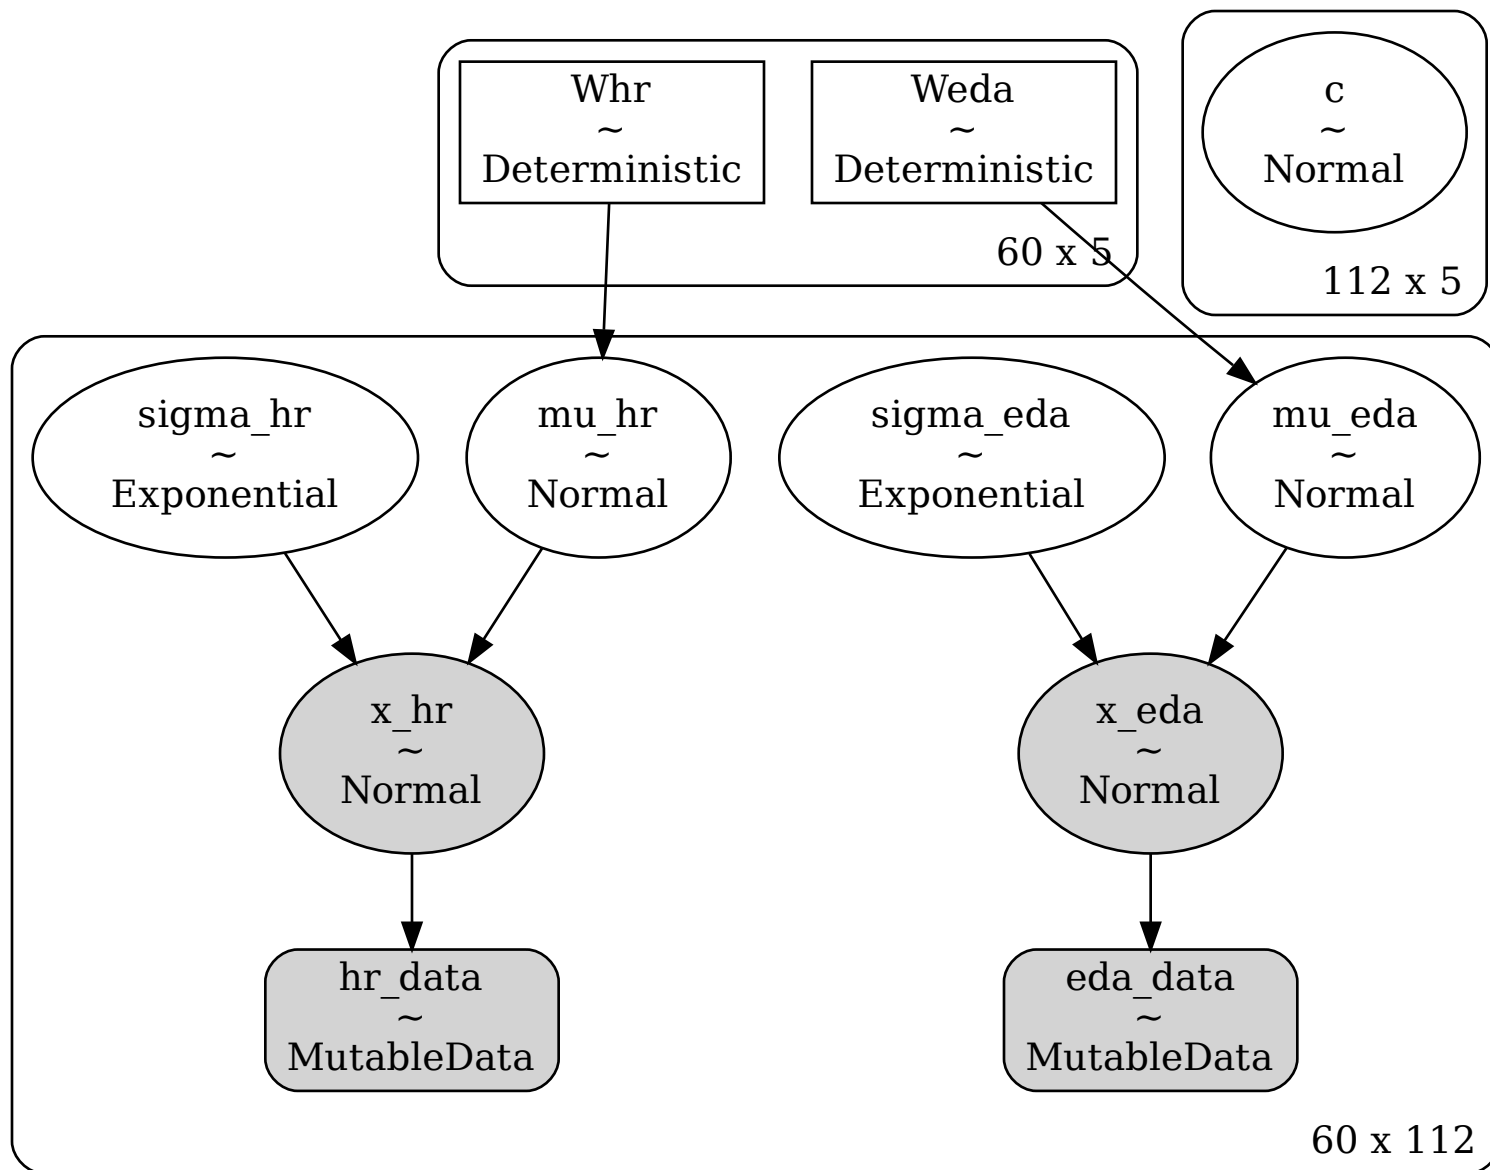 Whr
~
Deterministic
Weda
~
Deterministic
60 x 5
c
~
Normal
112 x 5
sigma_hr
~
Exponential
mu_hr
~
Normal
sigma_eda
~
Exponential
mu_eda
~
Normal
x_hr
~
Normal
x_eda
~
Normal
hr_data
~
MutableData
eda_data
~
MutableData
60 x 112